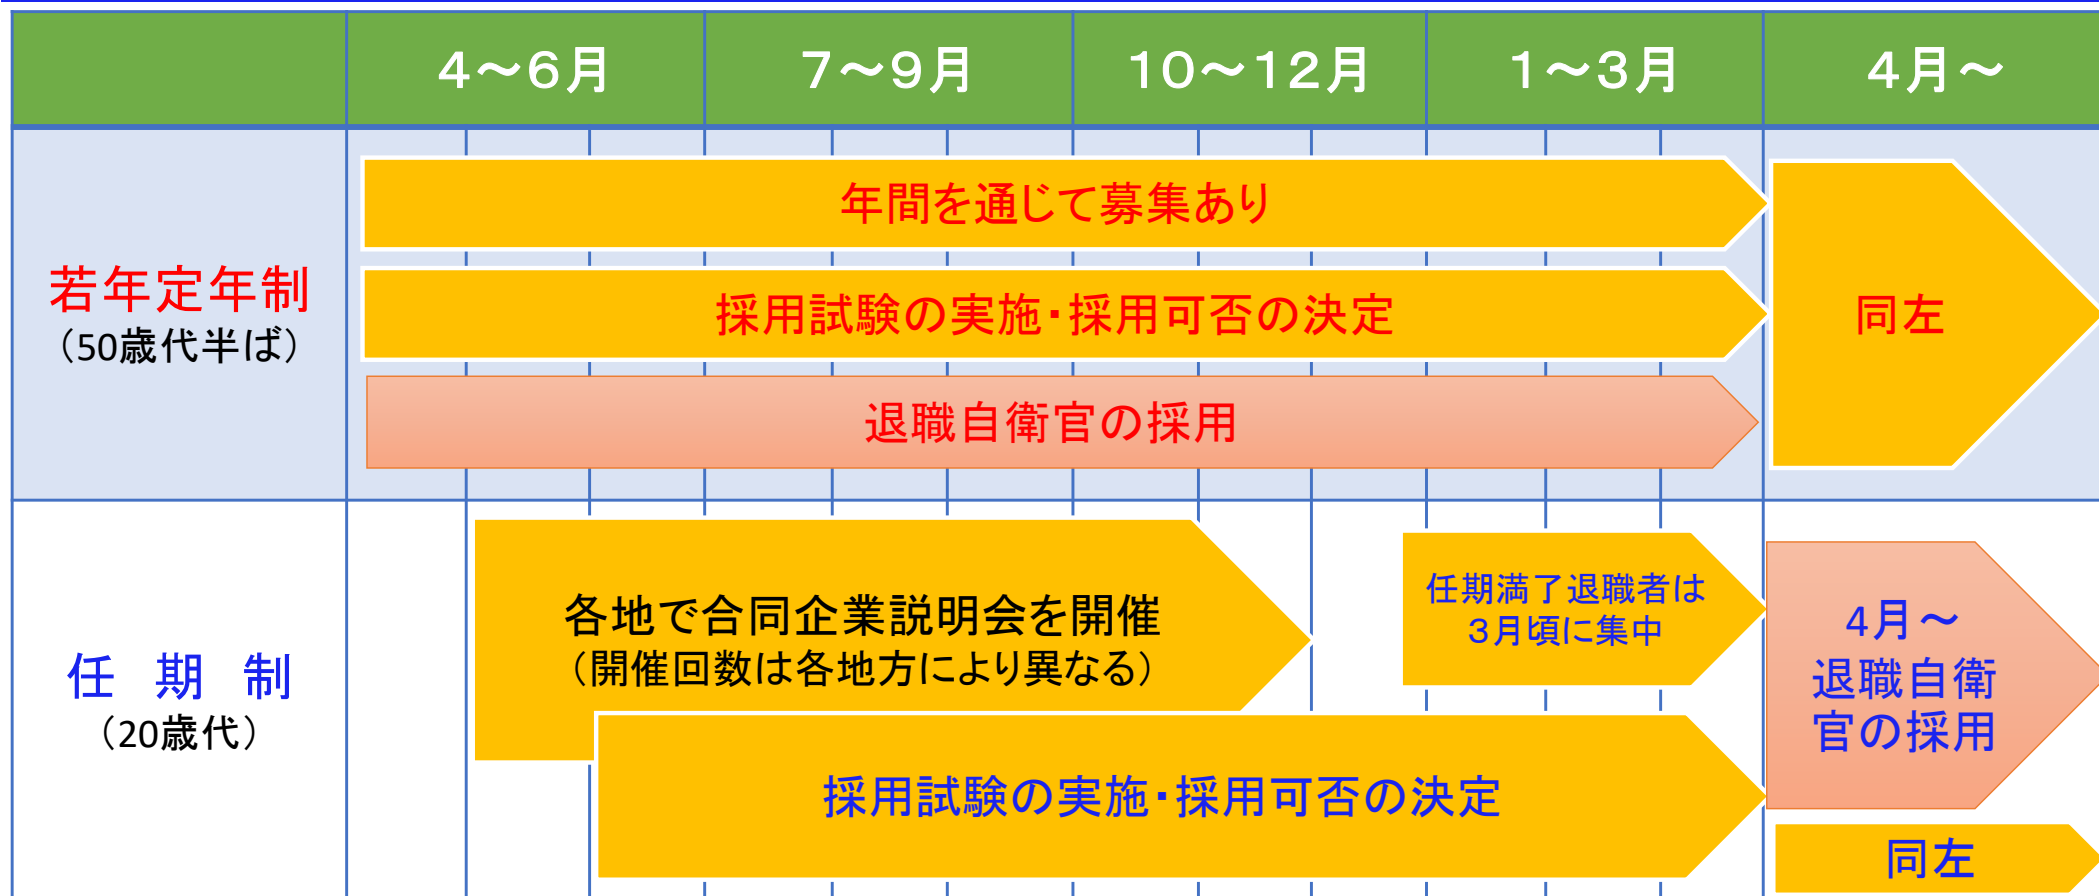 4～6月
7～9月
10～12月
1～3月
4月～
若年定年制
（50歳代半ば）
年間を通じて募集あり
採用試験の実施・採用可否の決定
退職自衛官の採用
同左
任　期　制
（20歳代）
各地で合同企業説明会を開催
（開催回数は各地方により異なる）
任期満了退職者は
3月頃に集中
採用試験の実施・採用可否の決定
4月～
退職自衛
官の採用
同左